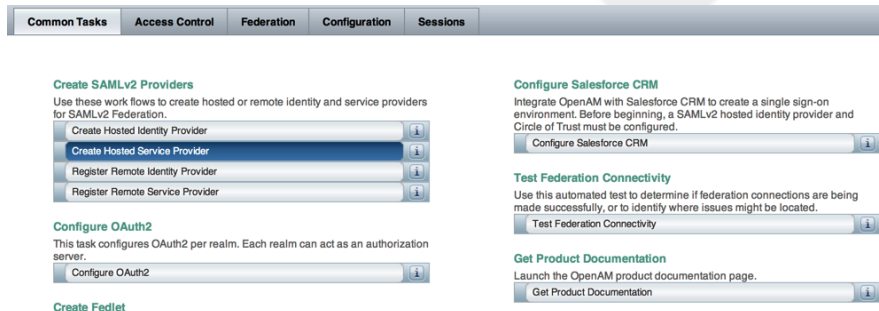 Common Tasks Access Control Federation Configuration Sessions
Create SAMLv2 Providers
Use these work flows to create hosted or remote identity and service providers
for SAMLv2 Federation.
Create Hosted Identity Provider
Create Hosted Service Provider
Register Remote Identity Provider
Register Remote Service Provider
Configure OAuth2
This task configures OAuth2 per realm. Each realm can act as an authorization
server.
Configure OAuth2
Create Fedlet
Configure Salesforce CRM
Integrate OpenAM with Salesforce CRM to create a single sign-on
environment. Before beginning, a SAMLv2 hosted identity provider and
Circle of Trust must be configured.
Configure Salesforce CRM
Test Federation Connectivity
Use this automated test to determine if federation connections are being
made successfully, or to identify where issues might be located.
Test Federation Connectivity
Get Product Documentation
Launch the OpenAM product documentation page.
Get Product Documentation